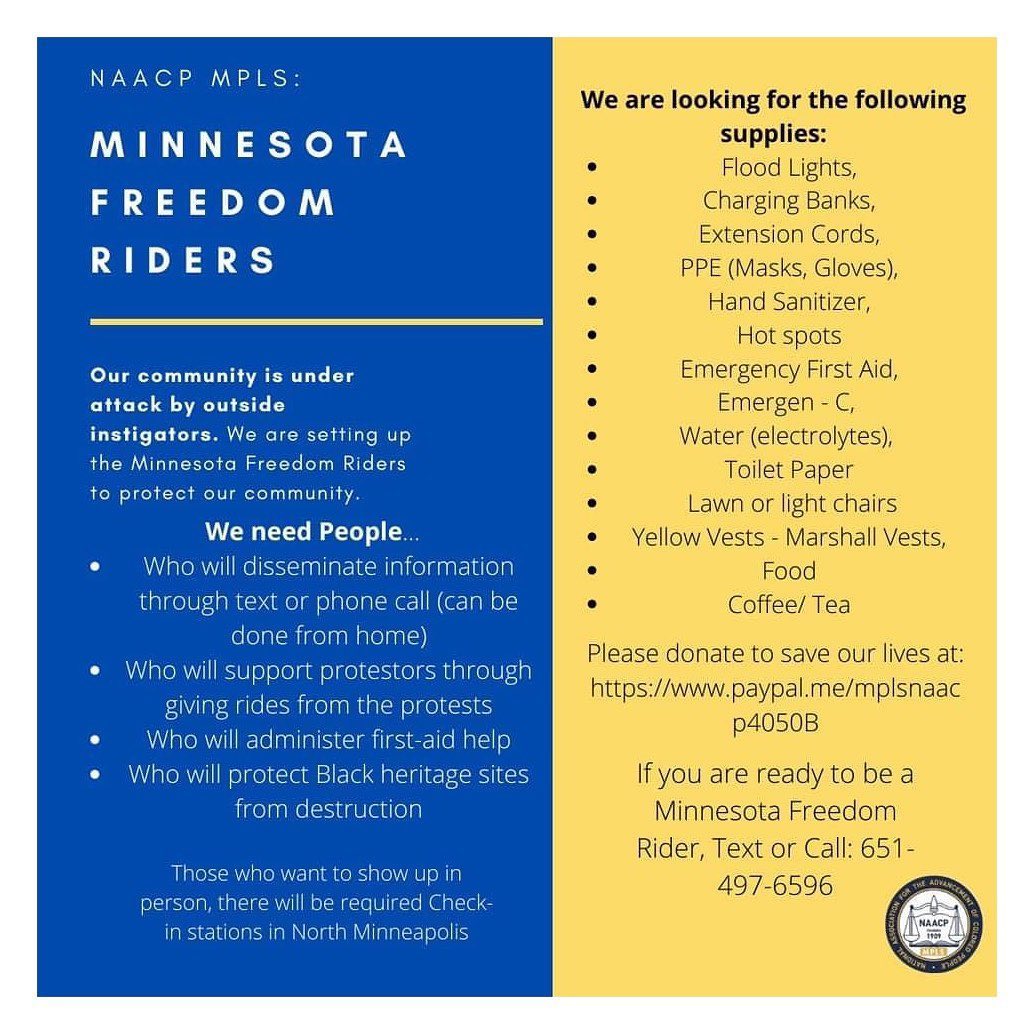 NAACP MPLS:
MINNESOTA
FREEDOM
RIDERS
Our community is under
attack by outside
instigators. We are setting up
the Minnesota Freedom Riders
to protect our community.
We need People...
• Who will disseminate information
through text or phone call (can be
done from home)
• Who will support protestors through
giving rides from the protests
• Who will administer first-aid help
• Who will protect Black heritage sites
from destruction
Those who want to show up in
person, there will be required Check-
in stations in North Minneapolis
We are looking for the following
supplies:
• Flood Lights,
• Charging Banks,
• Extension Cords,
• PPE (Masks, Gloves),
• Hand Sanitizer,
• Hot spots
• Emergency First Aid,
• Emergen - C,
• Water (electrolytes),
• Toilet Paper
• Lawn or light chairs
• Yellow Vests - Marshall Vests,
• Food
• Coffee/ Tea
Please donate to save our lives at:
https://www.paypal.me/mplsnaac
p4050B
If you are ready to be a
Minnesota Freedom
Rider, Text or Call: 651-
497-6596
NATIONAL ASSOCIATION FOR THE ADVANCEMENT OF COLORED PEOPLE
NAACP
FOUNDED
1909
MPLS